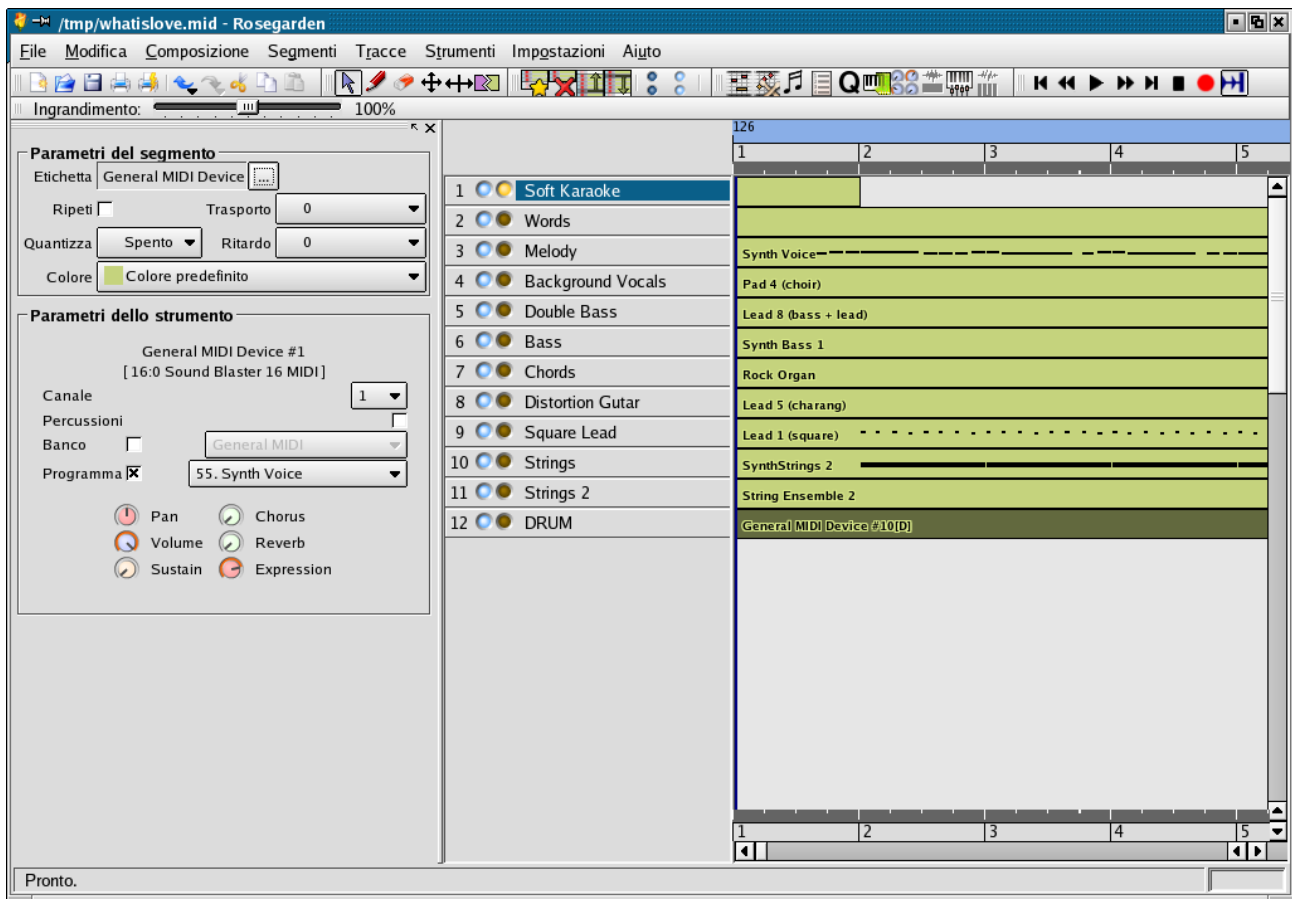 /tmp/whatislove.mid - Rosegarden
File Modifica Composizione Segmenti Tracce Strumenti Impostazioni Aiuto
Q
Ingrandimento: 100%
126
1 2 3 4 5
Parametri del segmento
Etichetta General MIDI Device ...
Ripeti Trasporto 0
Quantizza Spento Ritardo 0
Colore Colore predefinito
Parametri dello strumento
General MIDI Device #1
[ 16:0 Sound Blaster 16 MIDI ]
Canale 1
Percussioni
Banco General MIDI
Programma 55. Synth Voice
Pan Chorus
Volume Reverb
Sustain Expression
1 Soft Karaoke
2 Words
3 Melody
4 Background Vocals
5 Double Bass
6 Bass
7 Chords
8 Distortion Gutar
9 Square Lead
10 Strings
11 Strings 2
12 DRUM
Synth Voice
Pad 4 (choir)
Lead 8 (bass + lead)
Synth Bass 1
Rock Organ
Lead 5 (charang)
Lead 1 (square)
SynthStrings 2
String Ensemble 2
General MIDI Device #10[D]
1 2 3 4 5
Pronto.